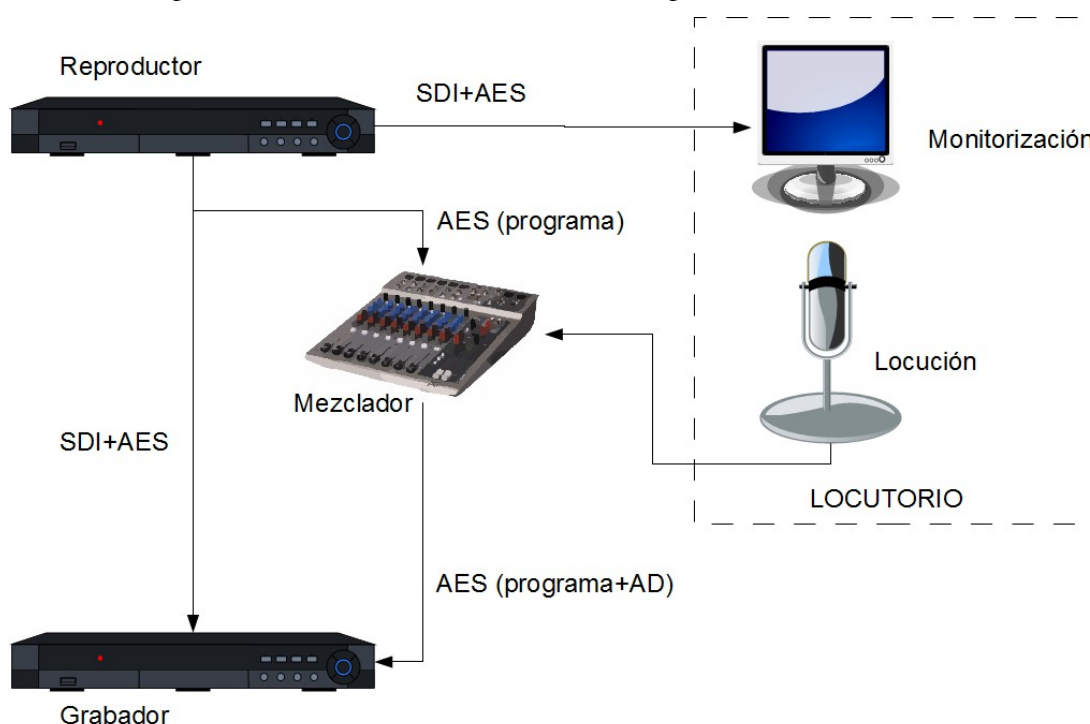 Reproductor
SDI+AES
Monitorización
AES (programa)
Locución
Mezclador
SDI+AES
LOCUTORIO
AES (programa+AD)
Grabador